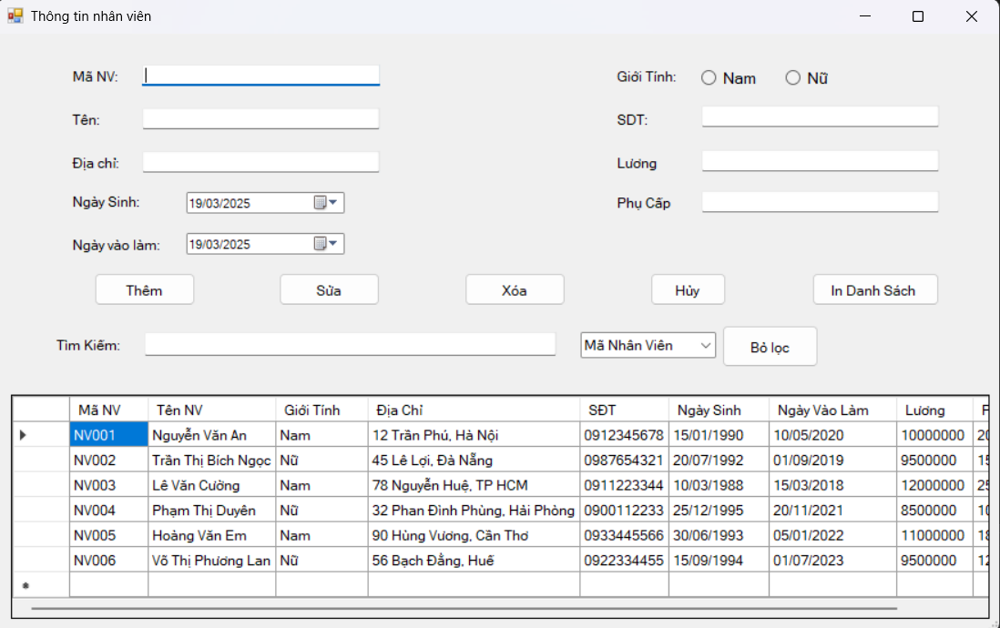 Thông tin nhân viên
Mã NV: Giới Tính: Nam Nữ
Tên: SDT:
Địa chỉ: Lương
Ngày Sinh: 19/03/2025 Phụ Cấp
Ngày vào làm: 19/03/2025
Thêm Sửa Xóa Hủy In Danh Sách
Tìm Kiếm: Mã Nhân Viên Bỏ lọc
Mã NV Tên NV Giới Tính Địa Chỉ SĐT Ngày Sinh Ngày Vào Làm Lương
NV001 Nguyễn Văn An Nam 12 Trần Phú, Hà Nội 0912345678 15/01/1990 10/05/2020 10000000
NV002 Trần Thị Bích Ngọc Nữ 45 Lê Lợi, Đà Nẵng 0987654321 20/07/1992 01/09/2019 9500000
NV003 Lê Văn Cường Nam 78 Nguyễn Huệ, TP HCM 0911223344 10/03/1988 15/03/2018 12000000
NV004 Phạm Thị Duyên Nữ 32 Phan Đình Phùng, Hải Phòng 0900112233 25/12/1995 20/11/2021 8500000
NV005 Hoàng Văn Em Nam 90 Hùng Vương, Cần Thơ 0933445566 30/06/1993 05/01/2022 11000000
NV006 Võ Thị Phương Lan Nữ 56 Bạch Đằng, Huế 0922334455 15/09/1994 01/07/2023 9500000